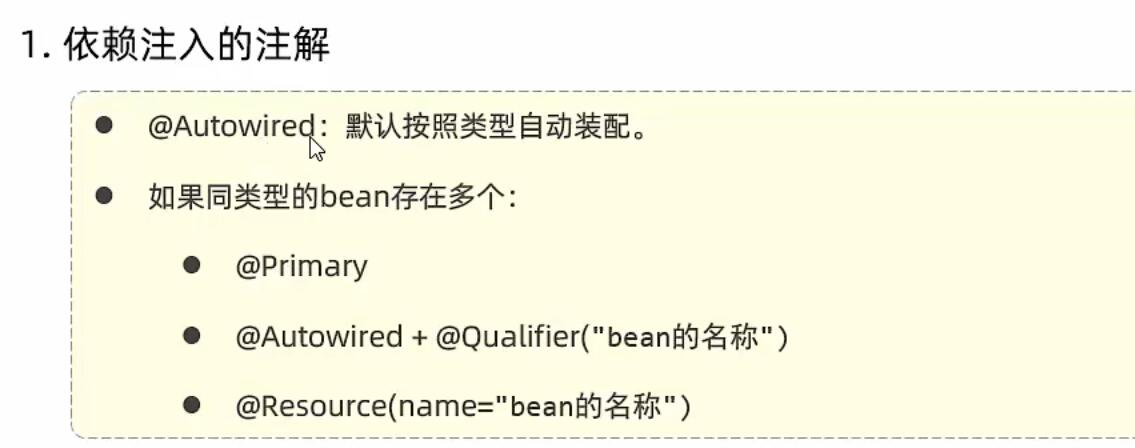 1. 依赖注入的注解
@Autowired：默认按照类型自动装配。
如果同类型的bean存在多个：
@Primary
@Autowired + @Qualifier("bean的名称")
@Resource(name="bean的名称")